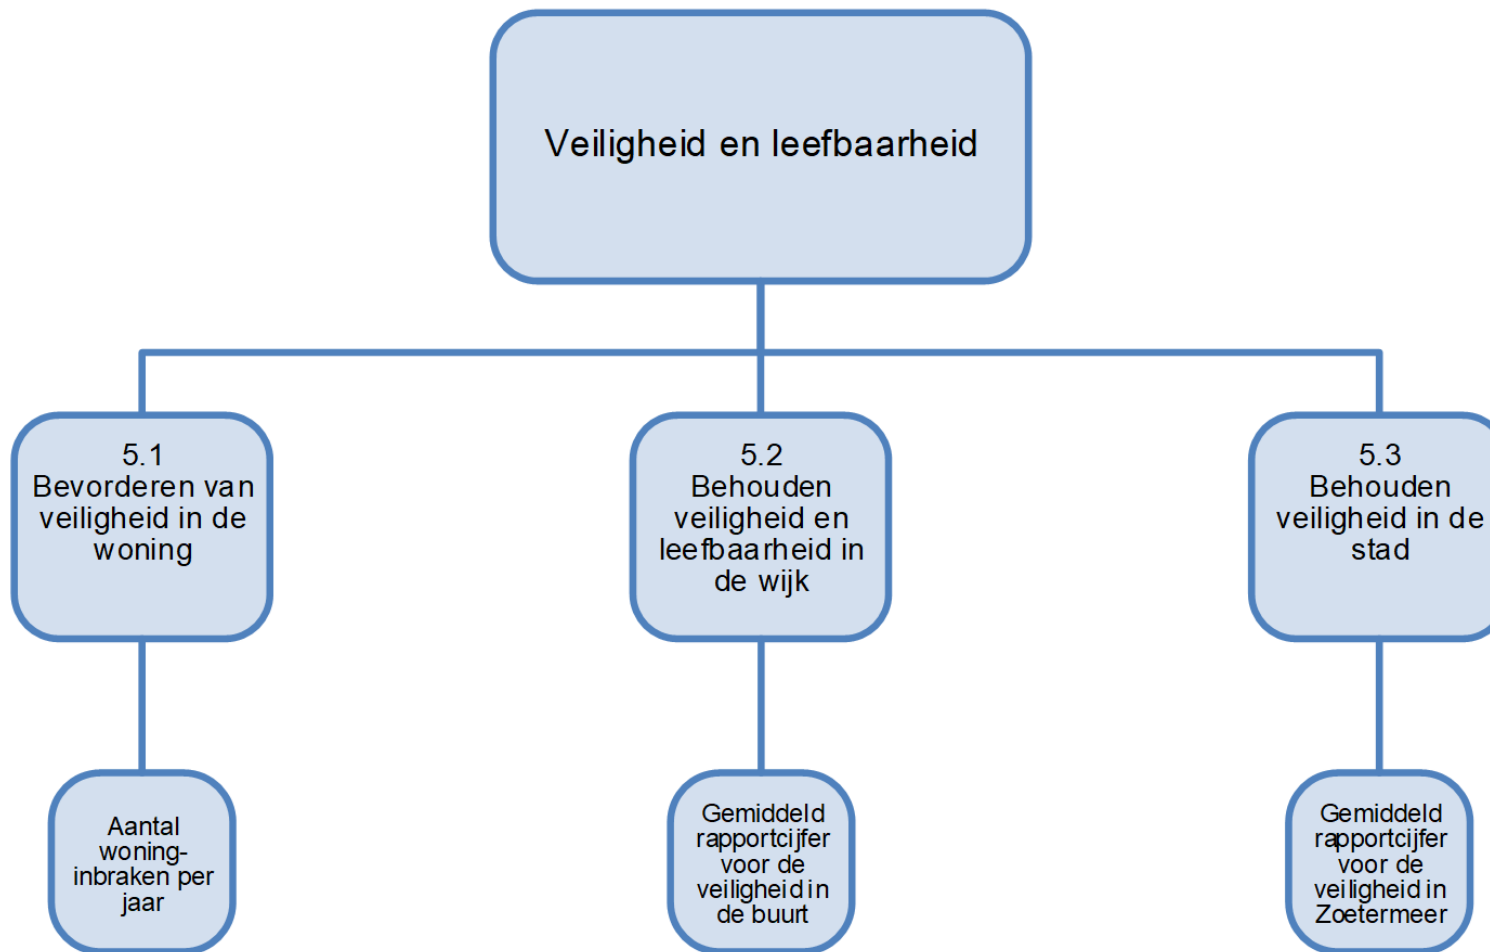 Veiligheid en leefbaarheid
5.1
Bevorderen van
veiligheid in de
woning
5.2
Behouden
veiligheid en
leefbaarheid in
de wijk
5.3
Behouden
veiligheid in de
stad
Aantal
woning-
inbraken per
jaar
Gemiddeld
rapportcijfer
voor de
veiligheid in
de buurt
Gemiddeld
rapportcijfer
voor de
veiligheid in
Zoetermeer